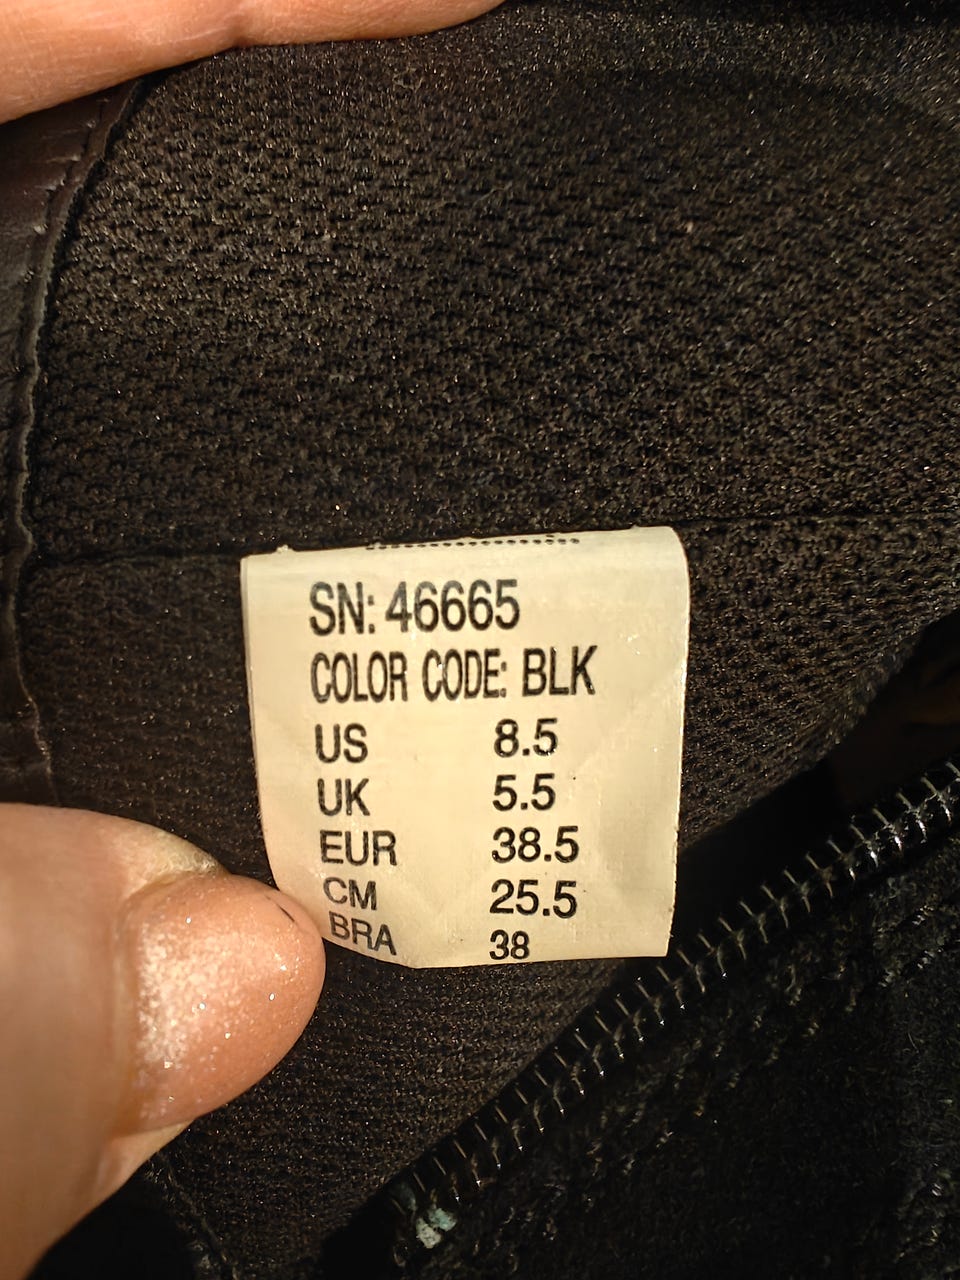 SN: 46665
COLOR CODE: BLK
US 8.5
UK 5.5
EUR 38.5
CM 25.5
BRA 38